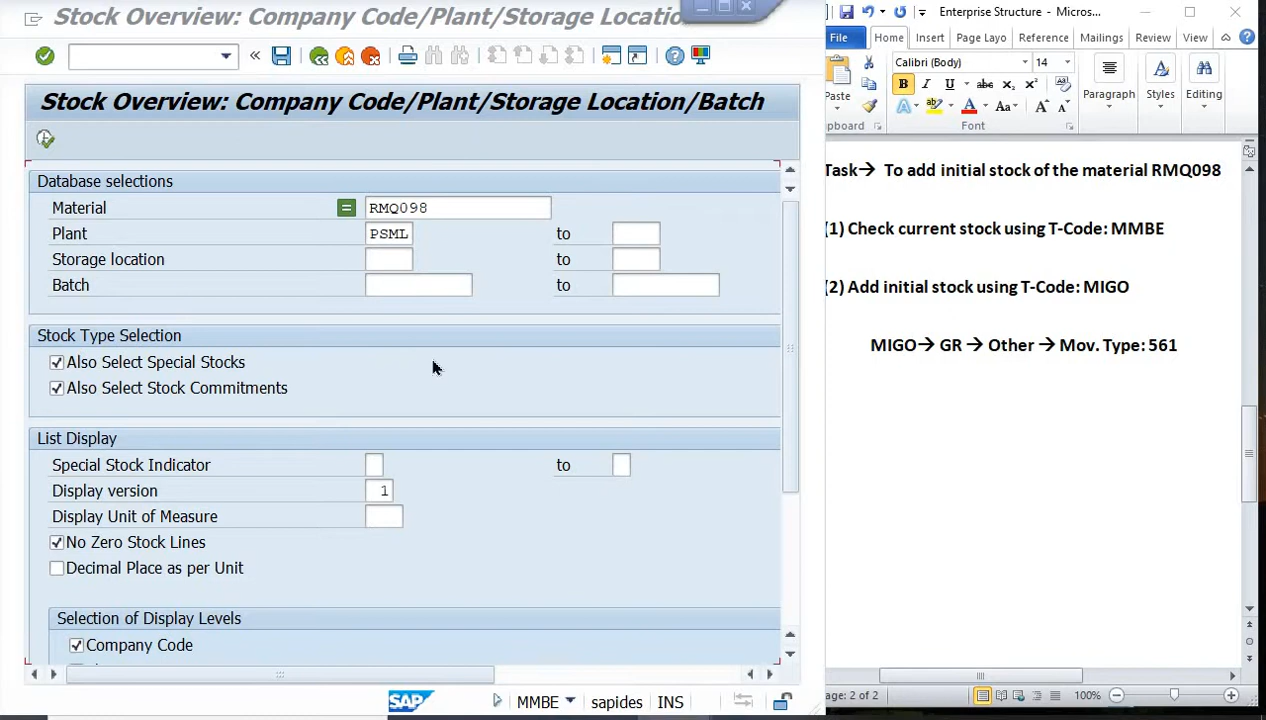 Stock Overview: Company Code/Plant/Storage Locatio
Stock Overview: Company Code/Plant/Storage Location/Batch
Database selections
Material RMQ098
Plant PSML to
Storage location to
Batch to
Stock Type Selection
Also Select Special Stocks
Also Select Stock Commitments
List Display
Special Stock Indicator to
Display version 1
Display Unit of Measure
No Zero Stock Lines
Decimal Place as per Unit
Selection of Display Levels
Company Code
SAP MMBE sapides INS
Enterprise Structure - Micros...
File Home Insert Page Layo Reference Mailings Review View
Calibri (Body) 14
B I U abc x₂ x²
A ab A Aa A A
Paste Paragraph Styles Editing
lipboard Font
Task→ To add initial stock of the material RMQ098
(1) Check current stock using T-Code: MMBE
(2) Add initial stock using T-Code: MIGO
MIGO→ GR → Other → Mov. Type: 561
age: 2 of 2 100%